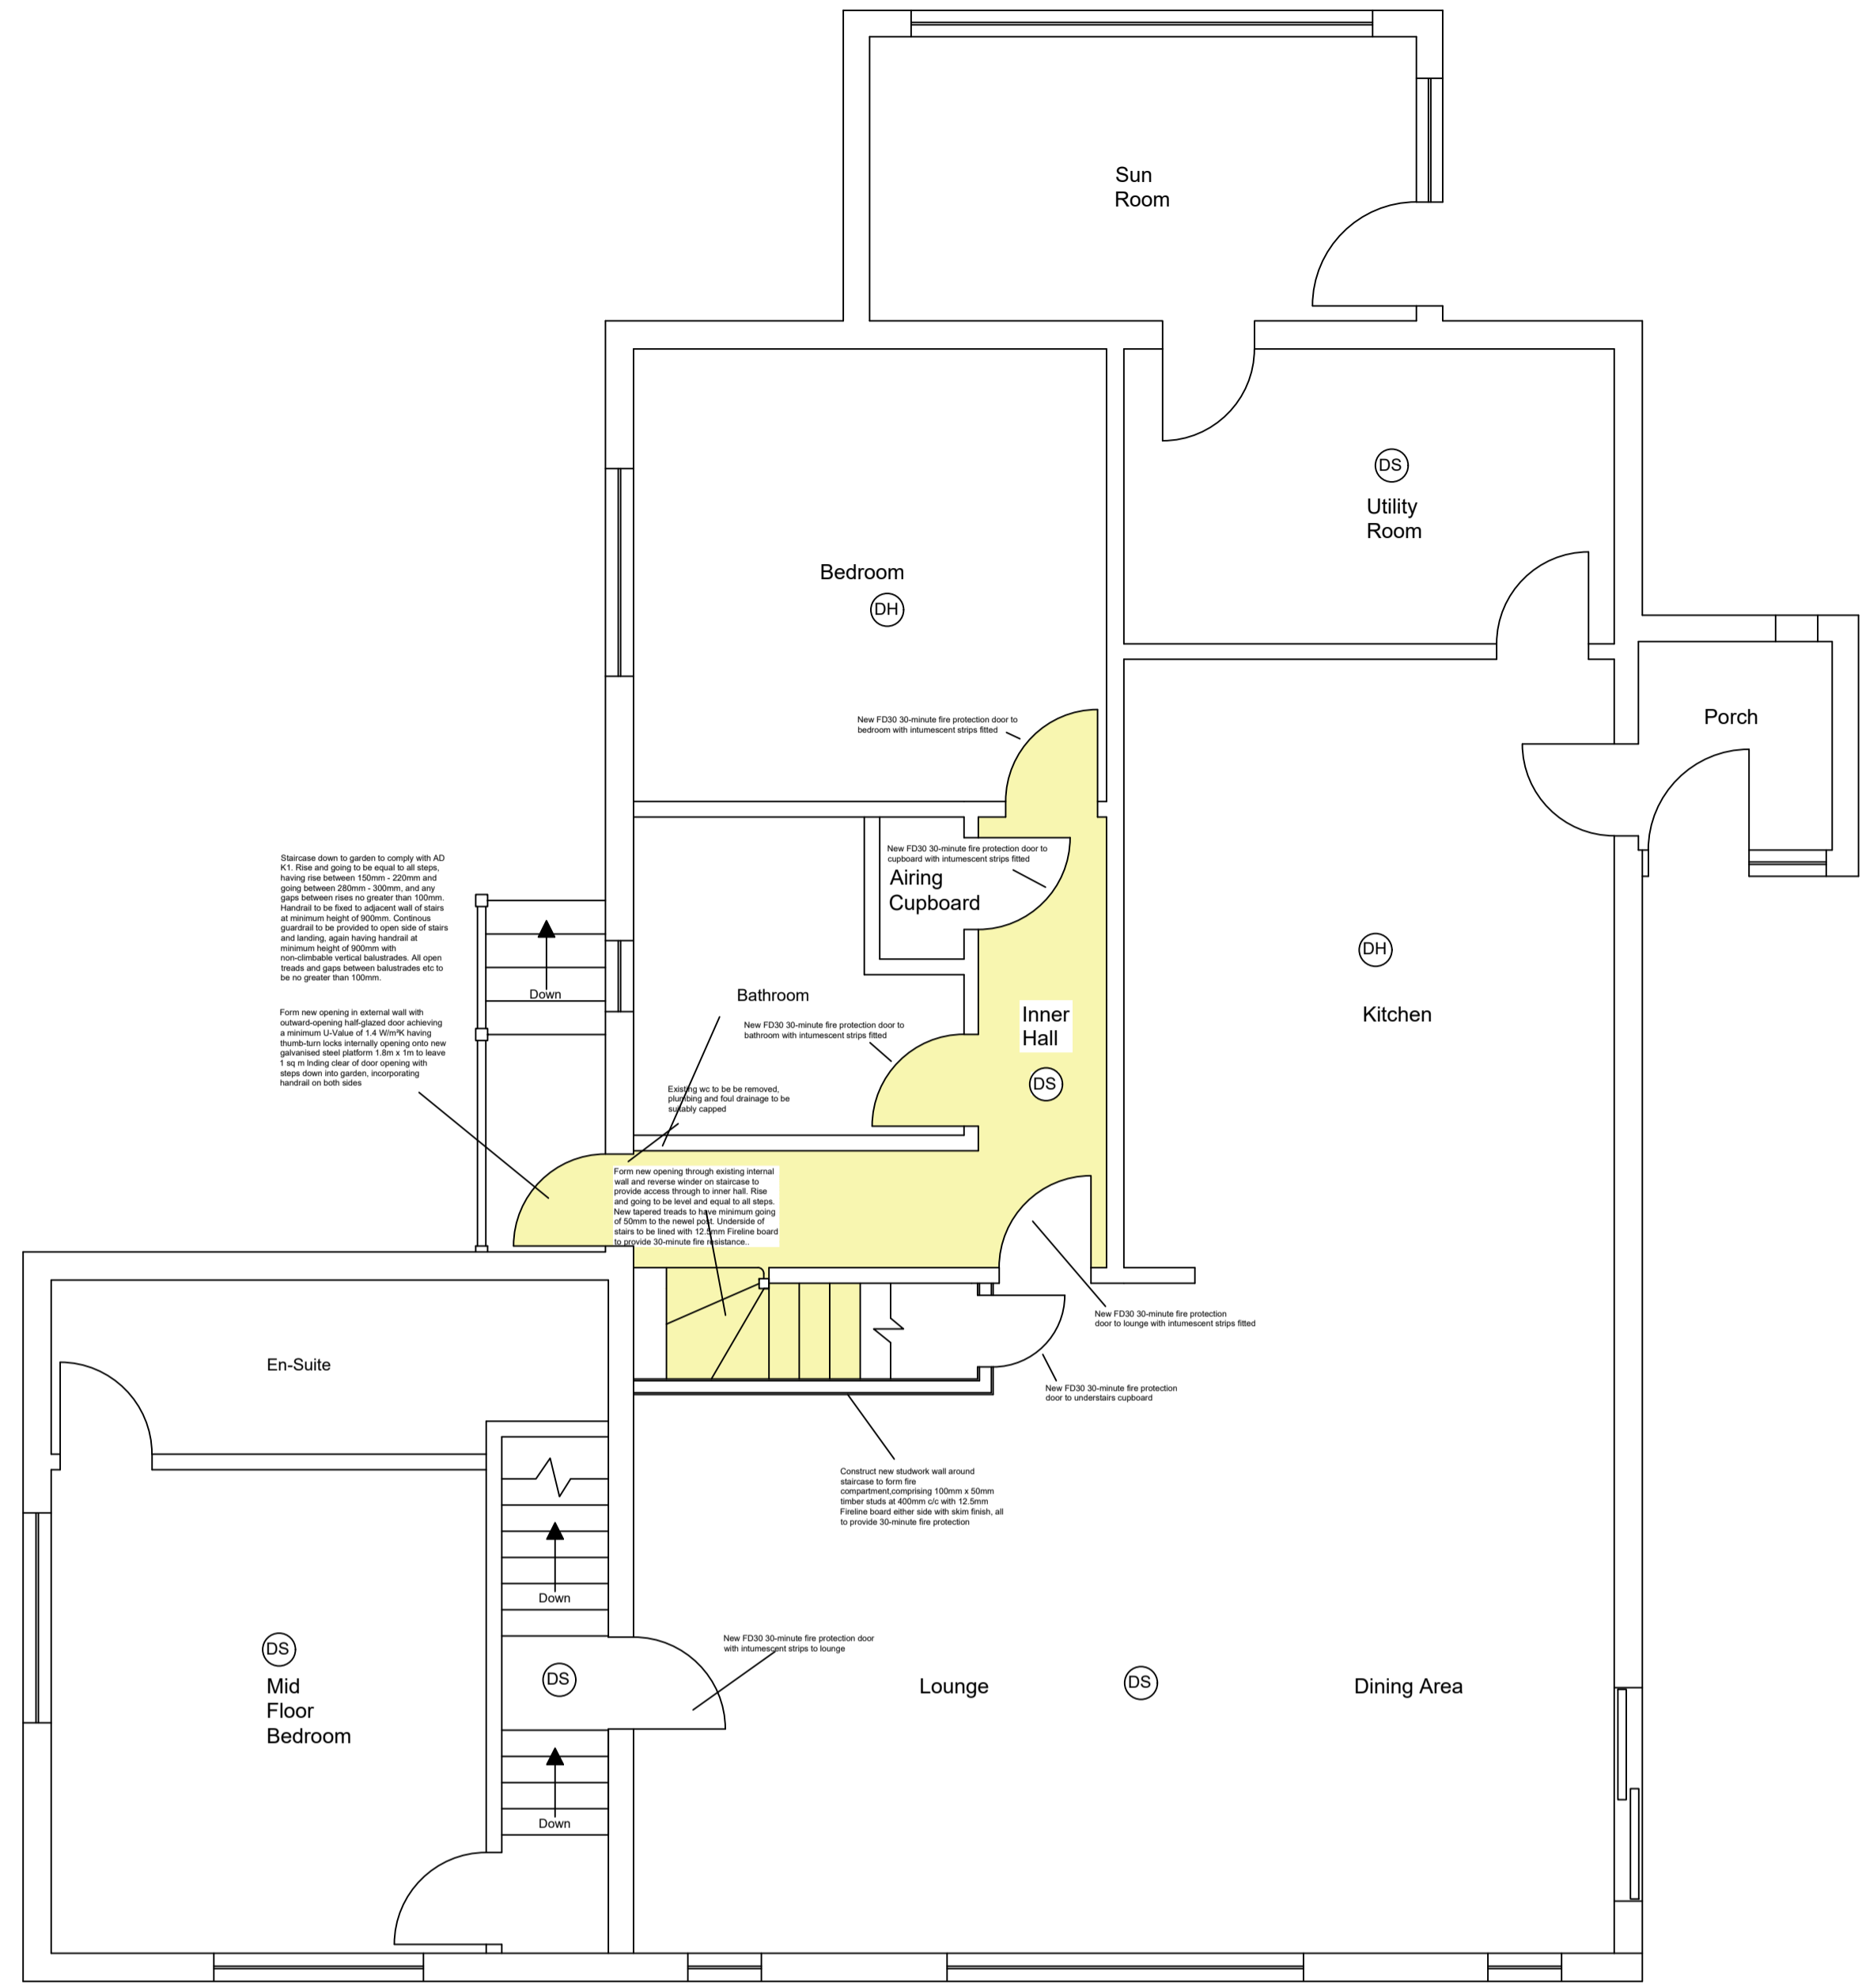 Sun
Room
DS
Utility
Room
Bedroom
DH
New FD30 30-minute fire protection door to
bedroom with intumescent strips fitted
Porch
New FD30 30-minute fire protection door to
cupboard with intumescent strips fitted
Airing
Cupboard
Staircase down to garden to comply with AD
K1. Rise and going to be equal to all steps,
having rise between 150mm - 220mm and
going between 280mm - 300mm, and any
gaps between rises no greater than 100mm.
Handrail to be fixed to adjacent wall of stairs
at minimum height of 900mm. Continous
guardrail to be provided to open side of stairs
and landing, again having handrail at
minimum height of 900mm with
non-climbable vertical balustrades. All open
treads and gaps between balustrades etc to
be no greater than 100mm.
Down
Bathroom
DH
Kitchen
Inner
Hall
DS
New FD30 30-minute fire protection door to
bathroom with intumescent strips fitted
Form new opening in external wall with
outward-opening half-glazed door achieving
a minimum U-Value of 1.4 W/m²K having
thumb-turn locks internally opening onto new
galvanised steel platform 1.8m x 1m to leave
1 sq m lnding clear of door opening with
steps down into garden, incorporating
handrail on both sides
Existing wc to be be removed,
plumbing and foul drainage to be
suitably capped
Form new opening through existing internal
wall and reverse winder on staircase to
provide access through to inner hall. Rise
and going to be level and equal to all steps.
New tapered treads to have minimum going
of 50mm to the newel post. Underside of
stairs to be lined with 12.5mm Fireline board
to provide 30-minute fire resistance..
New FD30 30-minute fire protection
door to lounge with intumescent strips fitted
En-Suite
New FD30 30-minute fire protection
door to understairs cupboard
Construct new studwork wall around
staircase to form fire
compartment,comprising 100mm x 50mm
timber studs at 400mm c/c with 12.5mm
Fireline board either side with skim finish, all
to provide 30-minute fire protection
Down
New FD30 30-minute fire protection door
with intumescent strips to lounge
DS
Mid
Floor
Bedroom
DS
Lounge
DS
Dining Area
Down